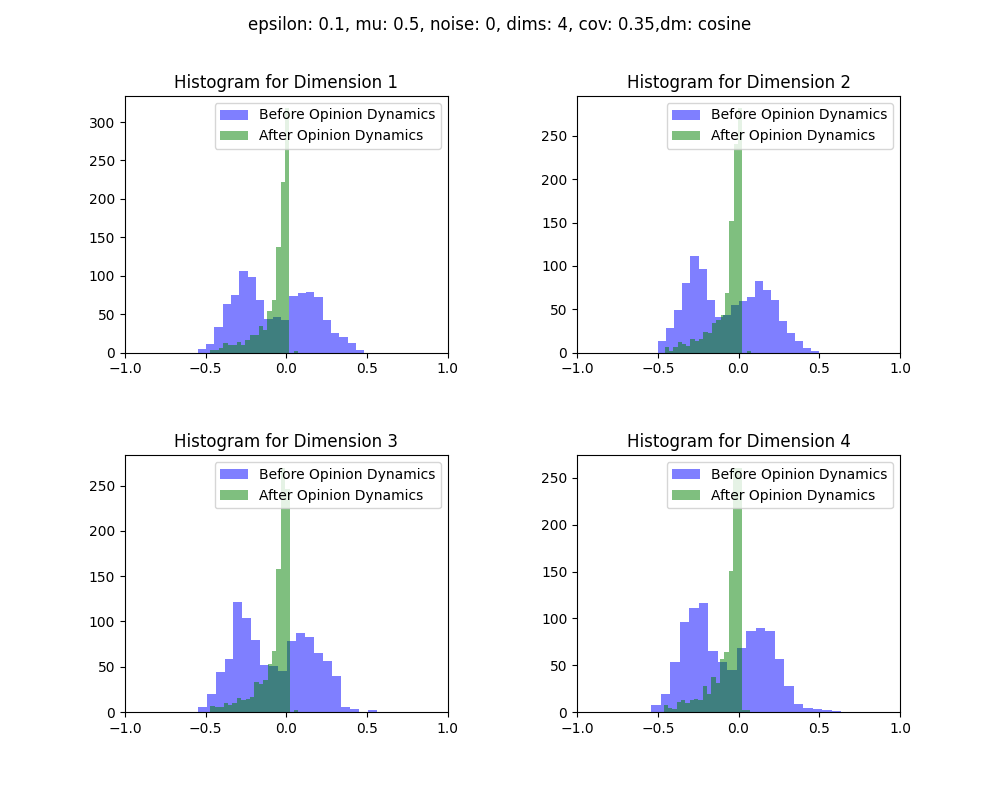 epsilon: 0.1, mu: 0.5, noise: 0, dims: 4, cov: 0.35,dm: cosine
Histogram for Dimension 1
Before Opinion Dynamics
After Opinion Dynamics
300
250
200
150
100
50
0
−1.0 −0.5 0.0 0.5 1.0
Histogram for Dimension 2
Before Opinion Dynamics
After Opinion Dynamics
250
200
150
100
50
0
−1.0 −0.5 0.0 0.5 1.0
Histogram for Dimension 3
Before Opinion Dynamics
After Opinion Dynamics
250
200
150
100
50
0
−1.0 −0.5 0.0 0.5 1.0
Histogram for Dimension 4
Before Opinion Dynamics
After Opinion Dynamics
250
200
150
100
50
0
−1.0 −0.5 0.0 0.5 1.0